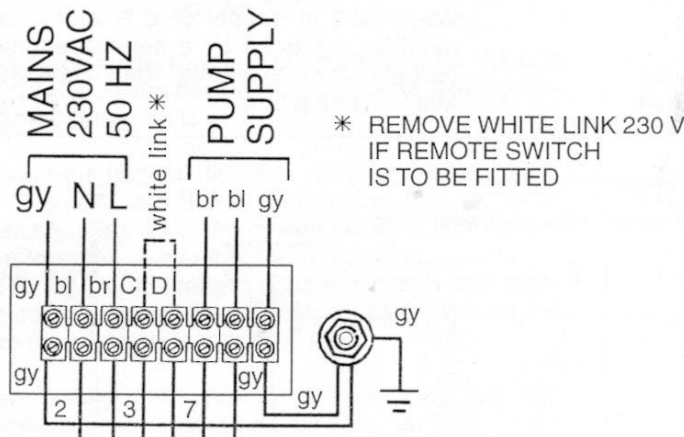 MAINS
230VAC
50 HZ
white link *
PUMP
SUPPLY
* REMOVE WHITE LINK 230 V
IF REMOTE SWITCH
IS TO BE FITTED
gy N L
br bl gy
gy bl br C D
gy
gy gy
gy
2 3 7